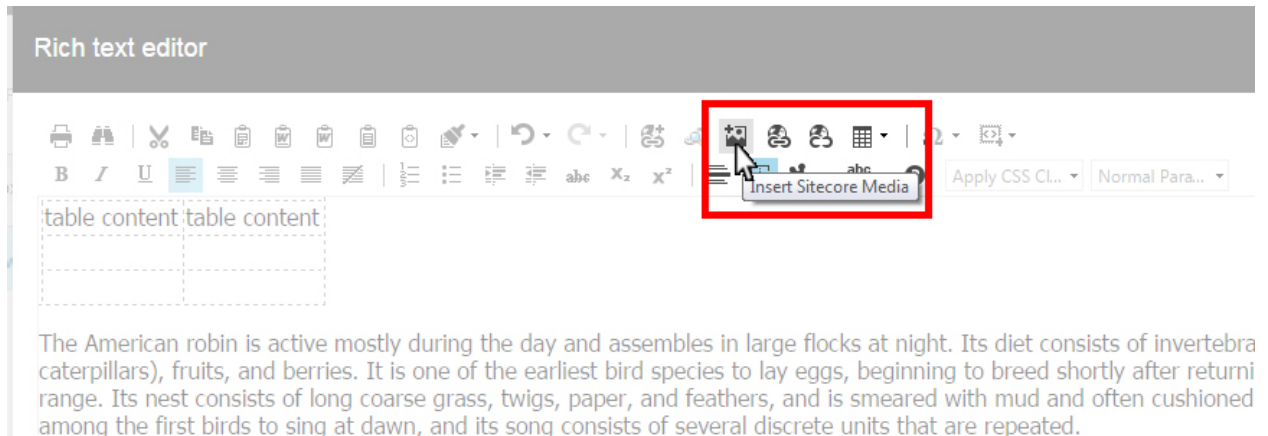 Rich text editor
B I U abc X₂ X² abc Apply CSS Cl... Normal Para...
Insert Sitecore Media
table content table content
The American robin is active mostly during the day and assembles in large flocks at night. Its diet consists of invertebra
caterpillars), fruits, and berries. It is one of the earliest bird species to lay eggs, beginning to breed shortly after returni
range. Its nest consists of long coarse grass, twigs, paper, and feathers, and is smeared with mud and often cushioned
among the first birds to sing at dawn, and its song consists of several discrete units that are repeated.